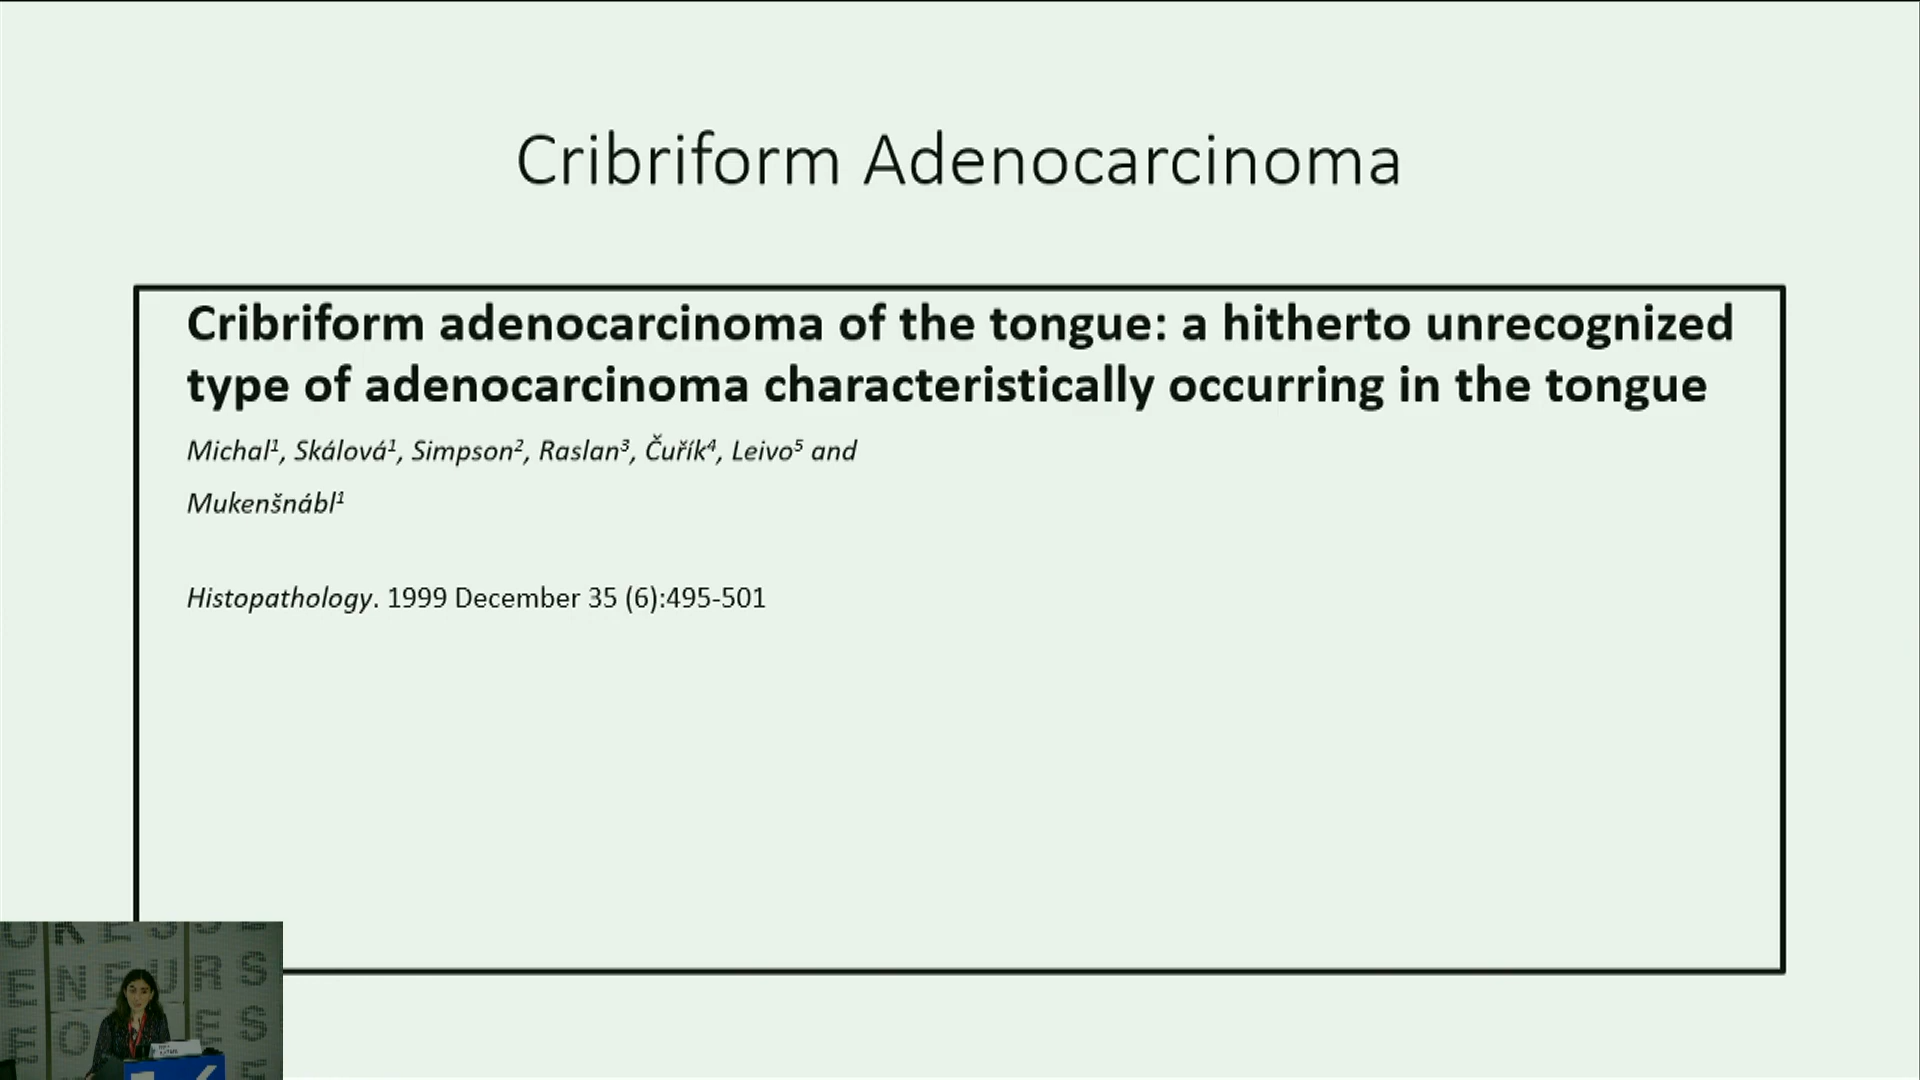 Cribriform Adenocarcinoma
Cribriform adenocarcinoma of the tongue: a hitherto unrecognized
type of adenocarcinoma characteristically occurring in the tongue
Michal¹, Skálová¹, Simpson², Raslan³, Čuřík⁴, Leivo⁵ and
Mukenšnábl¹
Histopathology. 1999 December 35 (6):495-501